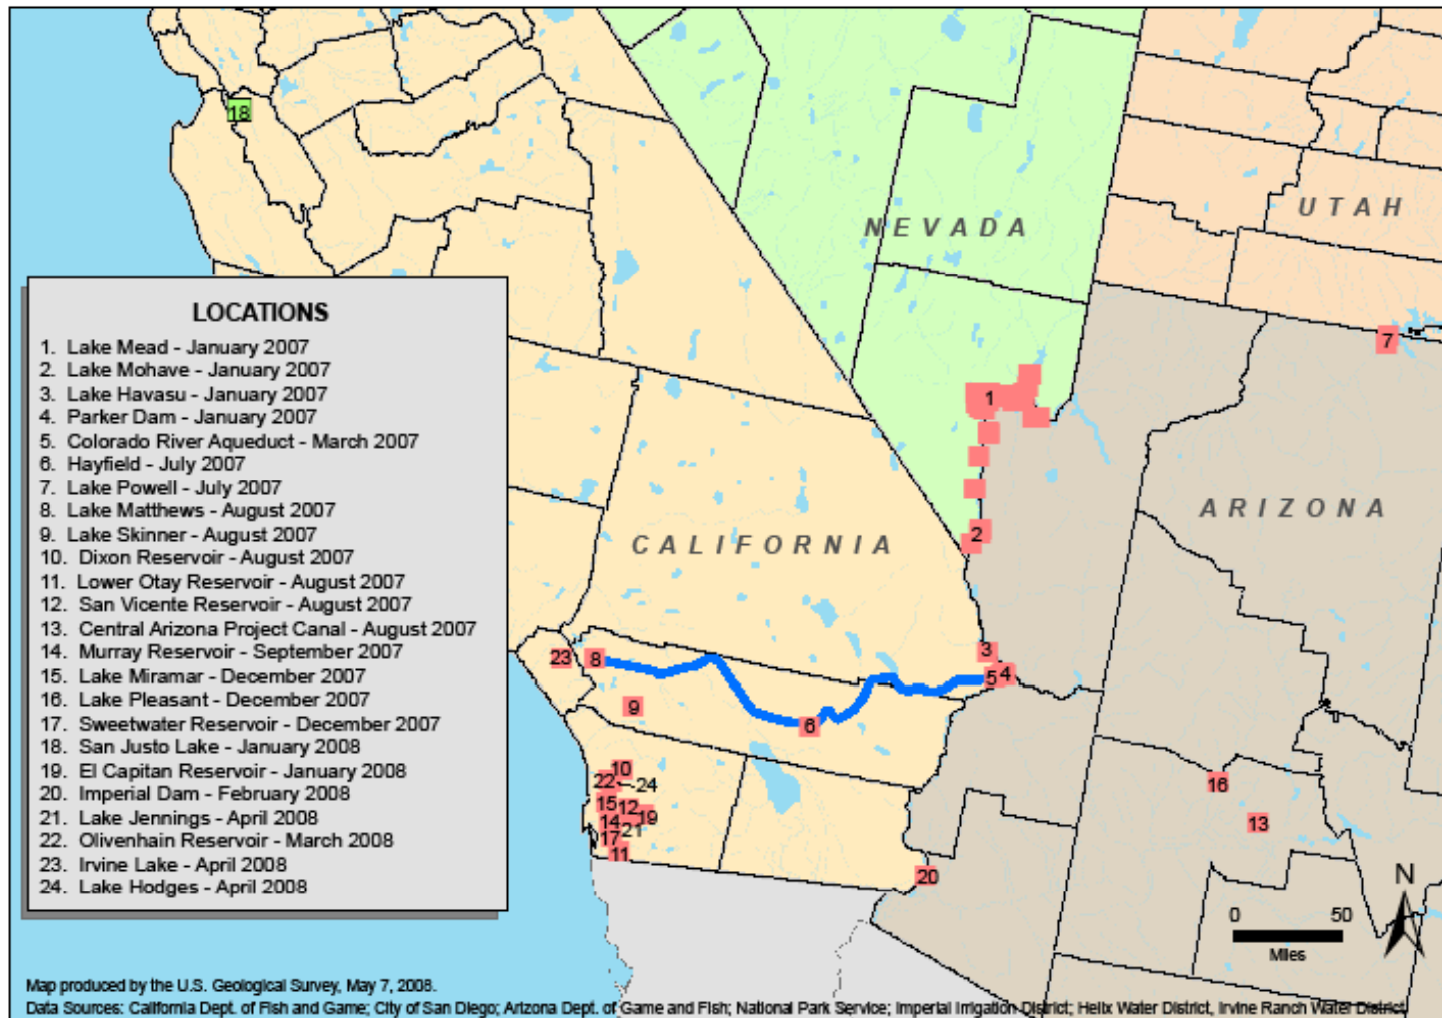 18
NEVADA
UTAH
LOCATIONS
1. Lake Mead - January 2007
2. Lake Mohave - January 2007
3. Lake Havasu - January 2007
4. Parker Dam - January 2007
5. Colorado River Aqueduct - March 2007
6. Hayfield - July 2007
7. Lake Powell - July 2007
8. Lake Matthews - August 2007
9. Lake Skinner - August 2007
10. Dixon Reservoir - August 2007
11. Lower Otay Reservoir - August 2007
12. San Vicente Reservoir - August 2007
13. Central Arizona Project Canal - August 2007
14. Murray Reservoir - September 2007
15. Lake Miramar - December 2007
16. Lake Pleasant - December 2007
17. Sweetwater Reservoir - December 2007
18. San Justo Lake - January 2008
19. El Capitan Reservoir - January 2008
20. Imperial Dam - February 2008
21. Lake Jennings - April 2008
22. Olivenhain Reservoir - March 2008
23. Irvine Lake - April 2008
24. Lake Hodges - April 2008
7
1
ARIZONA
2
CALIFORNIA
3
23
8
4
5
9
6
10
22
24
16
15
12
19
14
21
13
17
11
20
N
0 50
Miles
Map produced by the U.S. Geological Survey, May 7, 2008.
Data Sources: California Dept. of Fish and Game; City of San Diego; Arizona Dept. of Game and Fish; National Park Service; Imperial Irrigation District; Helix Water District, Irvine Ranch Water District